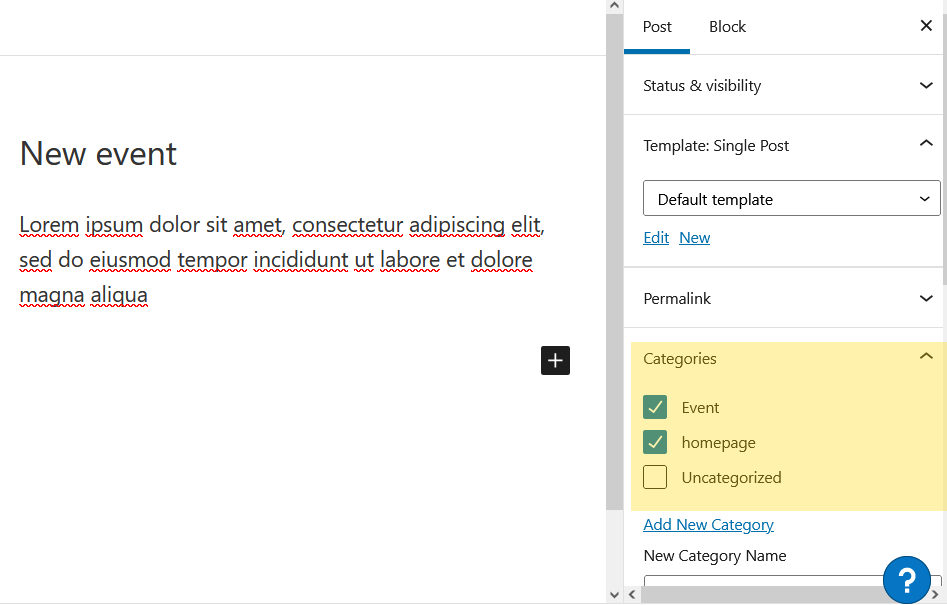 Post Block
Status & visibility
New event
Template: Single Post
Default template
Lorem ipsum dolor sit amet, consectetur adipiscing elit,
sed do eiusmod tempor incididunt ut labore et dolore
magna aliqua
Edit New
Permalink
Categories
Event
homepage
Uncategorized
Add New Category
New Category Name
?